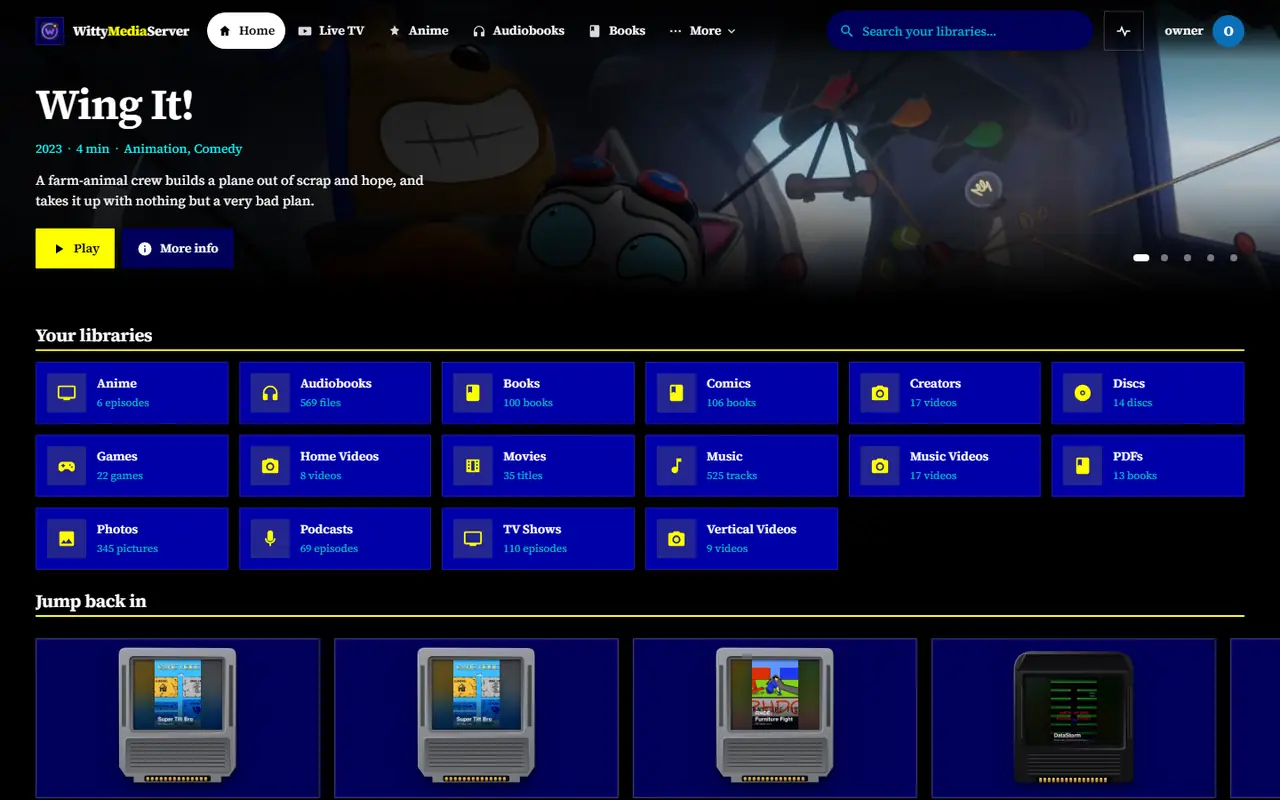 WittyMediaServer
Home
Live TV
Anime
Audiobooks
Books
More
Search your libraries...
owner
O
Wing It!
2023 · 4 min · Animation, Comedy
A farm-animal crew builds a plane out of scrap and hope, and
takes it up with nothing but a very bad plan.
Play
More info
Your libraries
Anime
6 episodes
Audiobooks
569 files
Books
100 books
Comics
106 books
Creators
17 videos
Discs
14 discs
Games
22 games
Home Videos
8 videos
Movies
35 titles
Music
525 tracks
Music Videos
17 videos
PDFs
13 books
Photos
345 pictures
Podcasts
69 episodes
TV Shows
110 episodes
Vertical Videos
9 videos
Jump back in
Super Tilt Bro
Super Tilt Bro
Furniture Fight
DataStorm